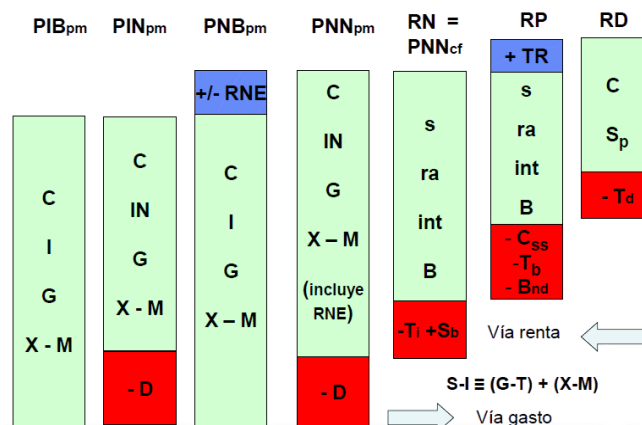 PIBpm
PINpm
PNBpm
PNNpm
RN =
PNNcf
RP
RD
C
I
G
X - M
C
IN
G
X - M
- D
+/- RNE
C
I
G
X – M
C
IN
G
X – M
(incluye
RNE)
- D
s
ra
int
B
-Ti +Sb
+ TR
s
ra
int
B
- Css
-Tb
- Bnd
C
Sp
- Td
Vía renta
S-I ≡ (G-T) + (X-M)
Vía gasto